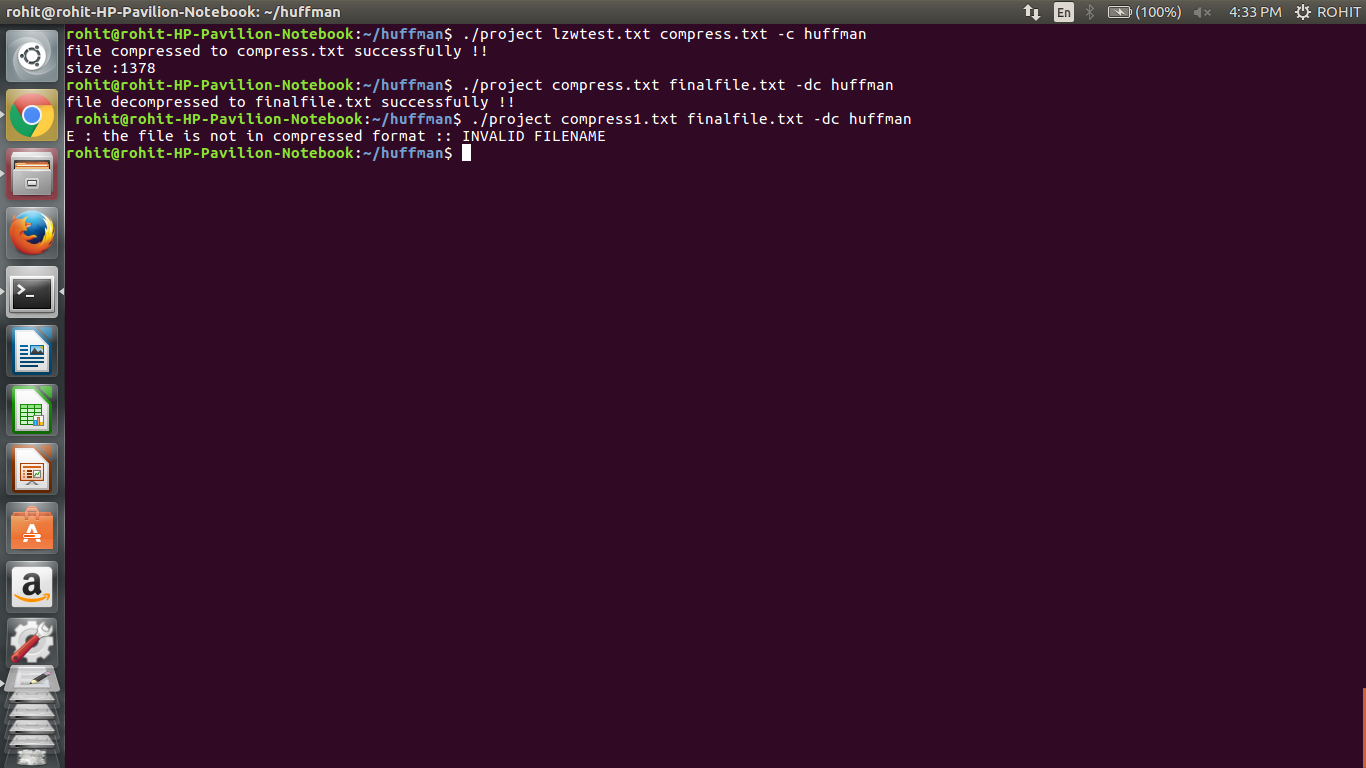 rohit@rohit-HP-Pavilion-Notebook: ~/huffman
En
(100%)
4:33 PM
ROHIT
rohit@rohit-HP-Pavilion-Notebook:~/huffman$ ./project lzwtest.txt compress.txt -c huffman
file compressed to compress.txt successfully !!
size :1378
rohit@rohit-HP-Pavilion-Notebook:~/huffman$ ./project compress.txt finalfile.txt -dc huffman
file decompressed to finalfile.txt successfully !!
rohit@rohit-HP-Pavilion-Notebook:~/huffman$ ./project compress1.txt finalfile.txt -dc huffman
E : the file is not in compressed format :: INVALID FILENAME
rohit@rohit-HP-Pavilion-Notebook:~/huffman$